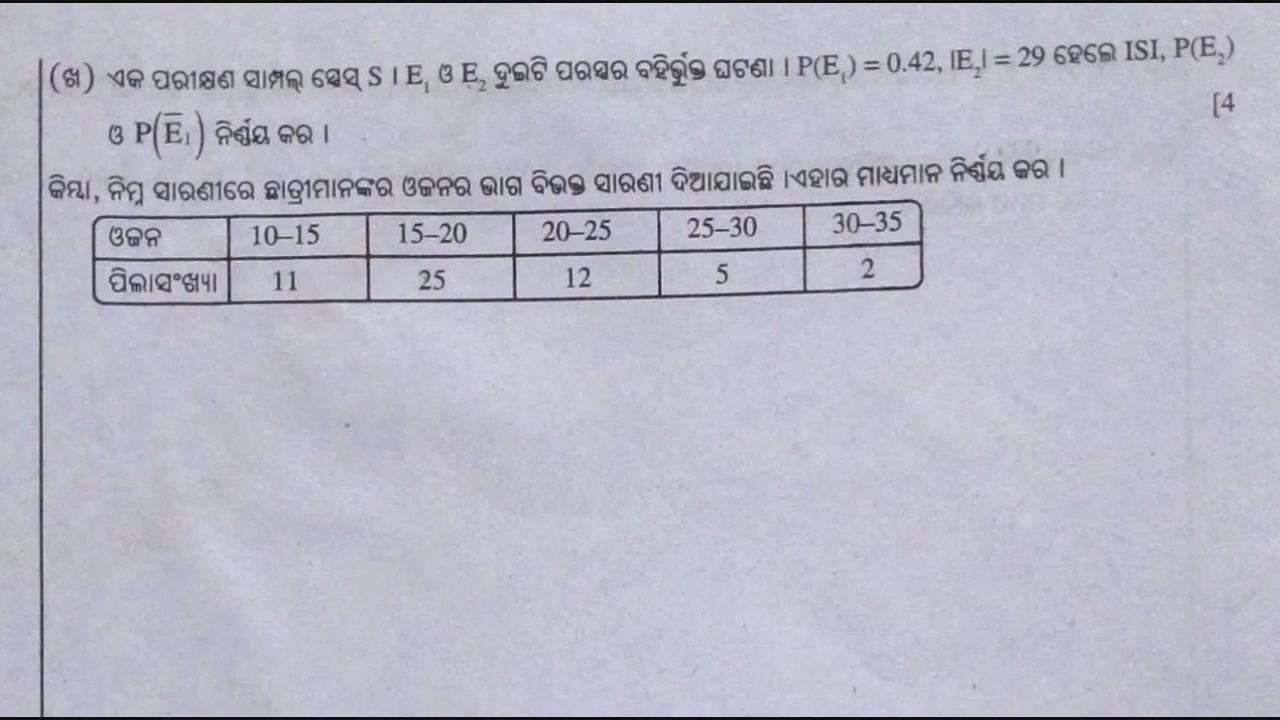 (ଖ) ଏକ ପରୀକ୍ଷଣ ସାମ୍ପଲ୍ ସ୍ପେସ୍ S । E₁ ଓ E₂ ଦୁଇଟି ପରସ୍ପର ବହିର୍ଭୁକ୍ତ ଘଟଣା । P(E₁) = 0.42, |E₂| = 29 ହେଲେ ISI, P(E₂)
ଓ P(E̅₁) ନିର୍ଣ୍ଣୟ କର । [4
କିମ୍ବା, ନିମ୍ନ ସାରଣୀରେ ଛାତ୍ରୀମାନଙ୍କର ଓଜନର ଭାଗ ବିଭକ୍ତ ସାରଣୀ ଦିଆଯାଇଛି ।ଏହାର ମାଧ୍ୟମାନ ନିର୍ଣ୍ଣୟ କର ।
ଓଜନ 10–15 15–20 20–25 25–30 30–35
ପିଲାସଂଖ୍ୟା 11 25 12 5 2